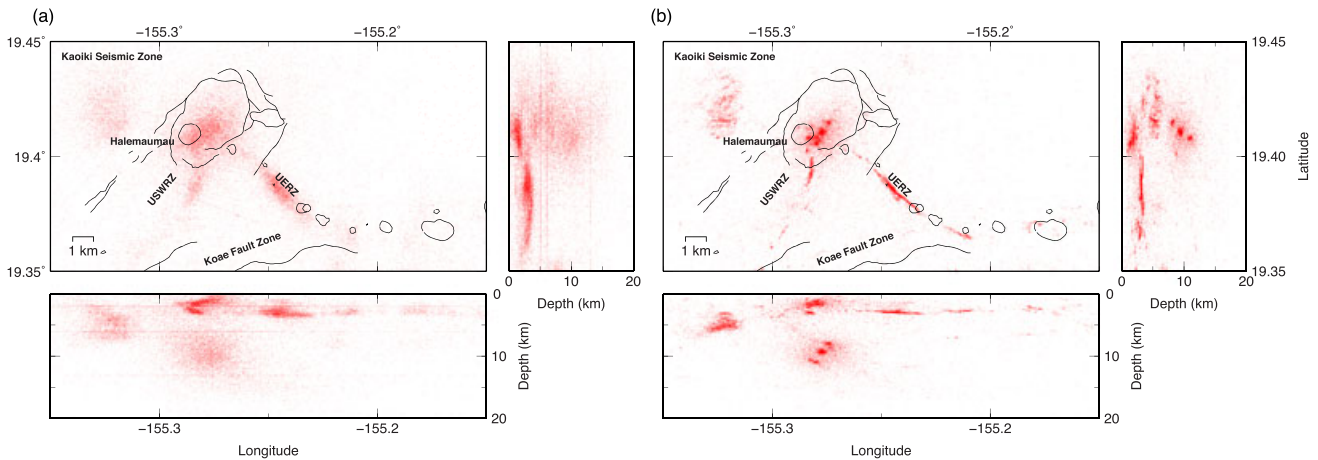 (a)
(b)
−155.3˚
−155.2˚
−155.3˚
−155.2˚
19.45˚
19.45
Kaoiki Seismic Zone
Kaoiki Seismic Zone
Halemaumau
Halemaumau
19.4˚
19.40
Latitude
USWRZ
UERZ
USWRZ
UERZ
1 km
Koae Fault Zone
1 km
Koae Fault Zone
19.35˚
19.35
0
10
20
0
10
20
Depth (km)
Depth (km)
0
10
20
Depth (km)
0
10
20
Depth (km)
−155.3
−155.2
−155.3
−155.2
Longitude
Longitude